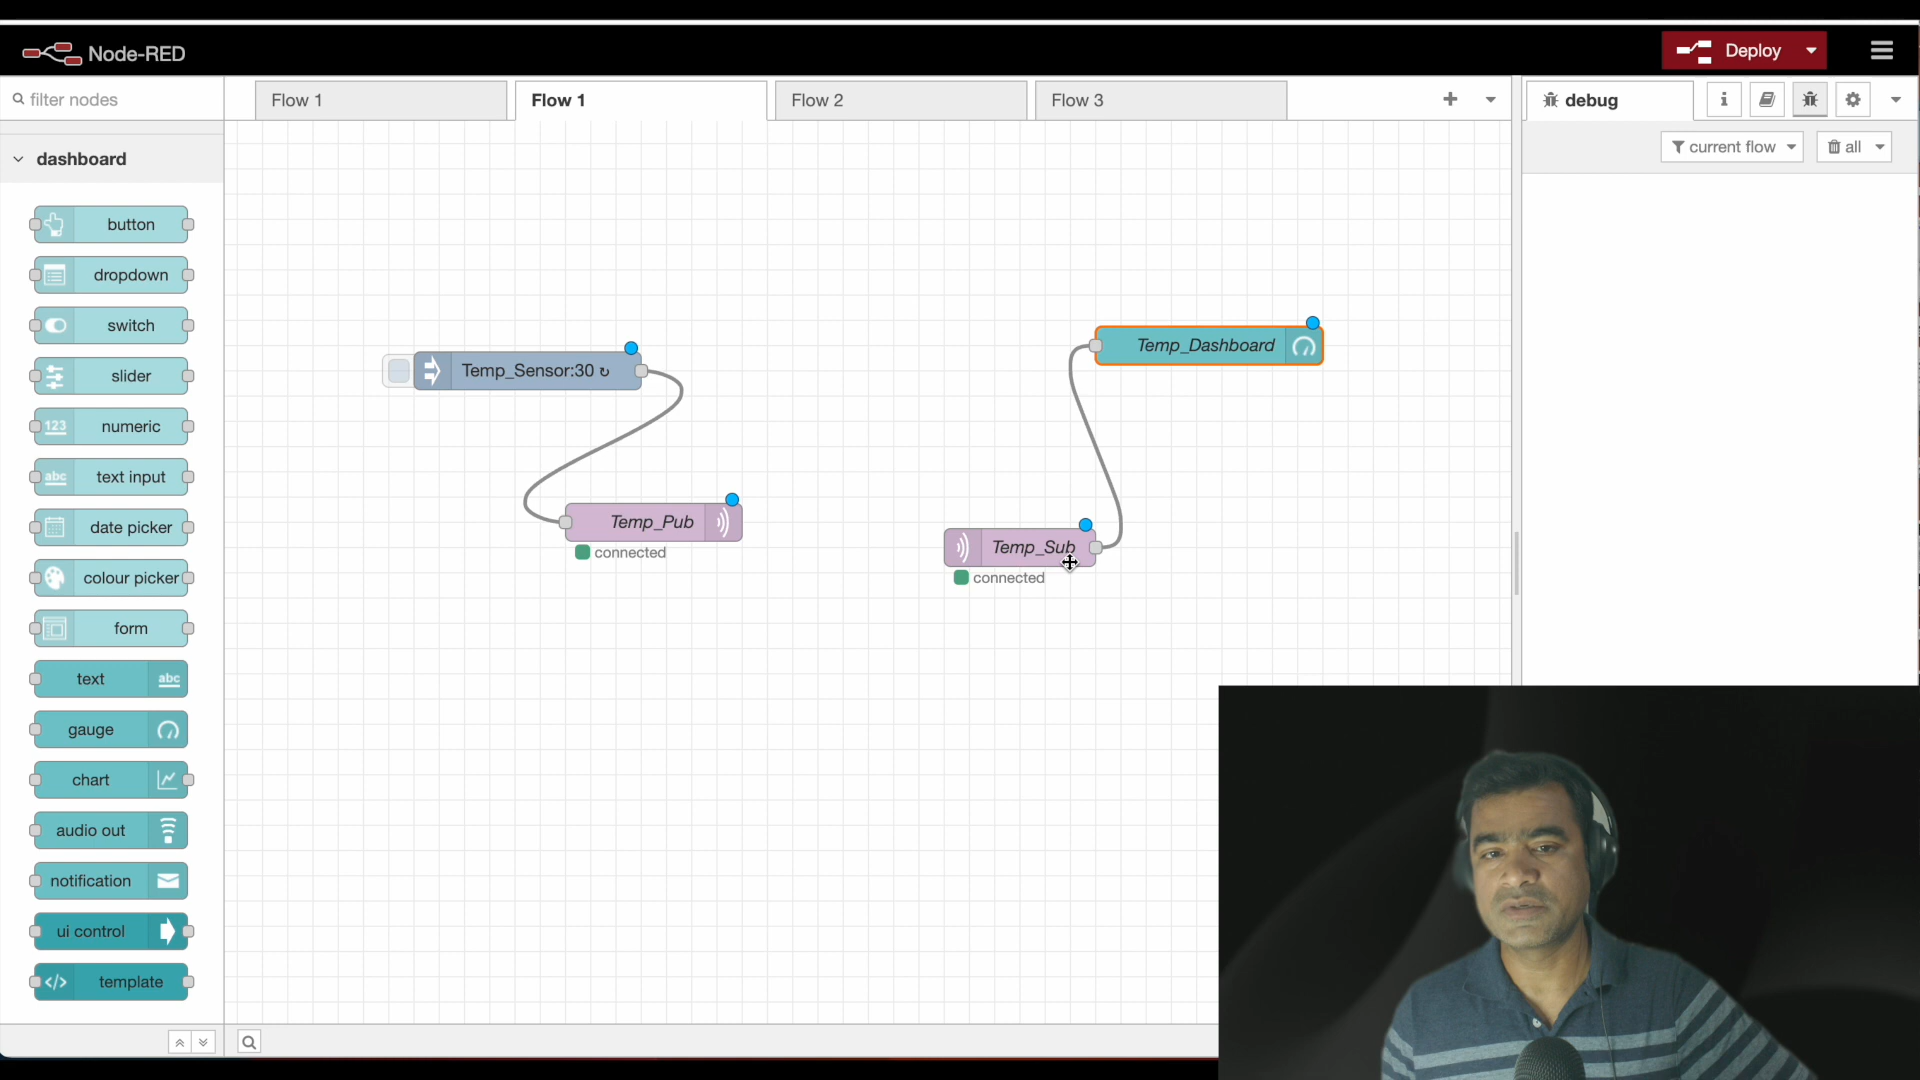 Node-RED
Deploy
filter nodes
Flow 1
Flow 1
Flow 2
Flow 3
debug
i
current flow
all
dashboard
button
dropdown
switch
slider
123 numeric
abc text input
date picker
colour picker
form
text abc
gauge
chart
audio out
notification
ui control
</> template
Temp_Sensor:30 ↻
Temp_Pub
connected
Temp_Dashboard
Temp_Sub
connected